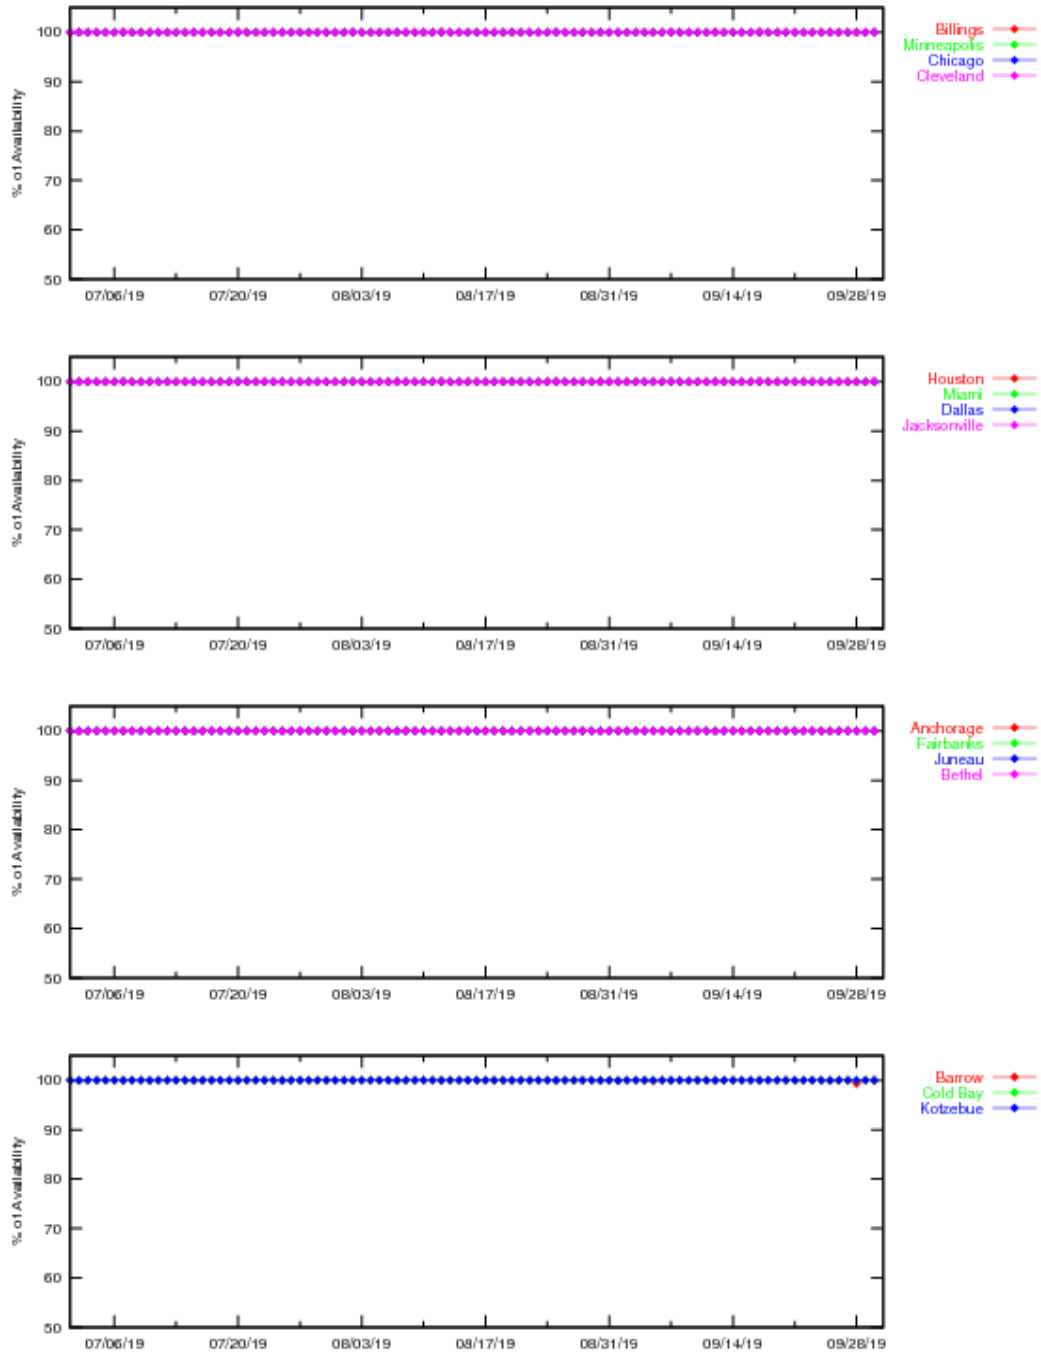 100
90
80
70
60
50
% of Availability
07/06/19 07/20/19 08/03/19 08/17/19 08/31/19 09/14/19 09/28/19
Billings
Minneapolis
Chicago
Cleveland
100
90
80
70
60
50
% of Availability
07/06/19 07/20/19 08/03/19 08/17/19 08/31/19 09/14/19 09/28/19
Houston
Miami
Dallas
Jacksonville
100
90
80
70
60
50
% of Availability
07/06/19 07/20/19 08/03/19 08/17/19 08/31/19 09/14/19 09/28/19
Anchorage
Fairbanks
Juneau
Bethel
100
90
80
70
60
50
% of Availability
07/06/19 07/20/19 08/03/19 08/17/19 08/31/19 09/14/19 09/28/19
Barrow
Cold Bay
Kotzebue